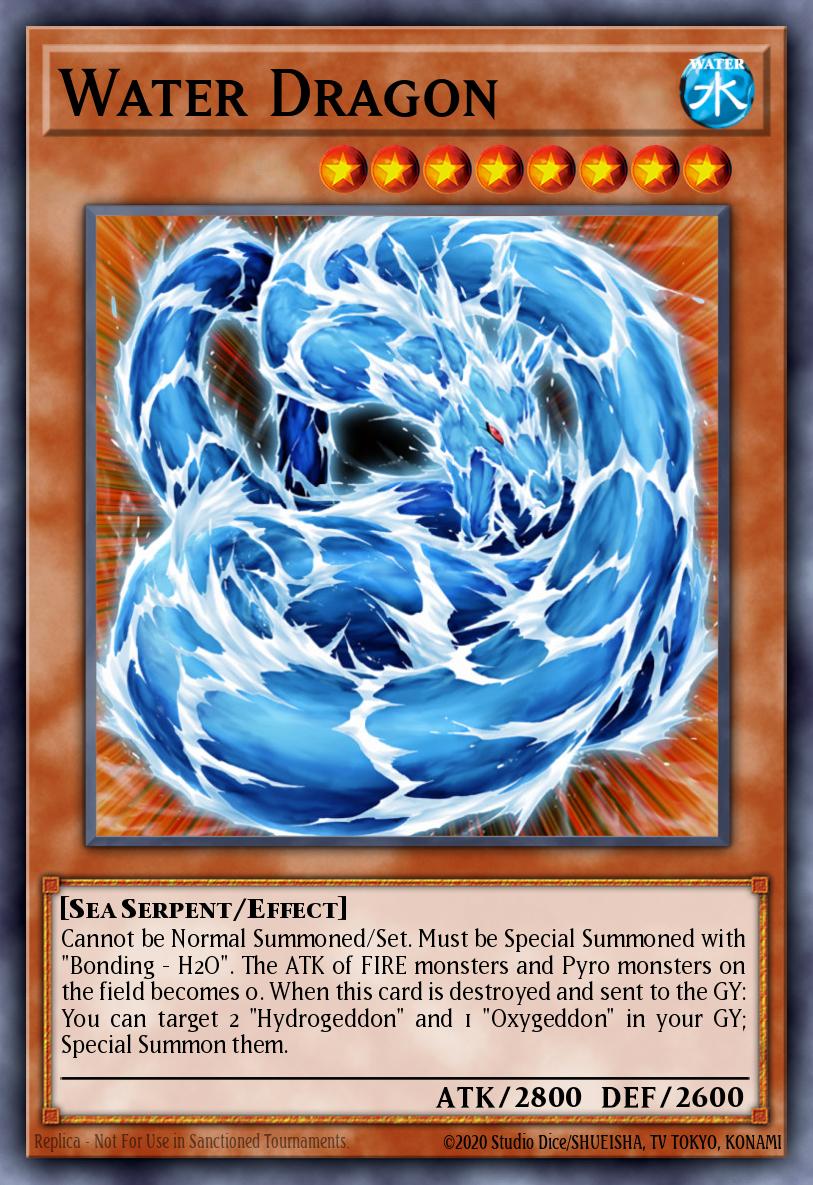 Water Dragon
WATER
水
[Sea Serpent/Effect]
Cannot be Normal Summoned/Set. Must be Special Summoned with
"Bonding - H2O". The ATK of FIRE monsters and Pyro monsters on
the field becomes 0. When this card is destroyed and sent to the GY:
You can target 2 "Hydrogeddon" and 1 "Oxygeddon" in your GY;
Special Summon them.
ATK/2800 DEF/2600
Replica - Not For Use in Sanctioned Tournaments.
©2020 Studio Dice/SHUEISHA, TV TOKYO, KONAMI